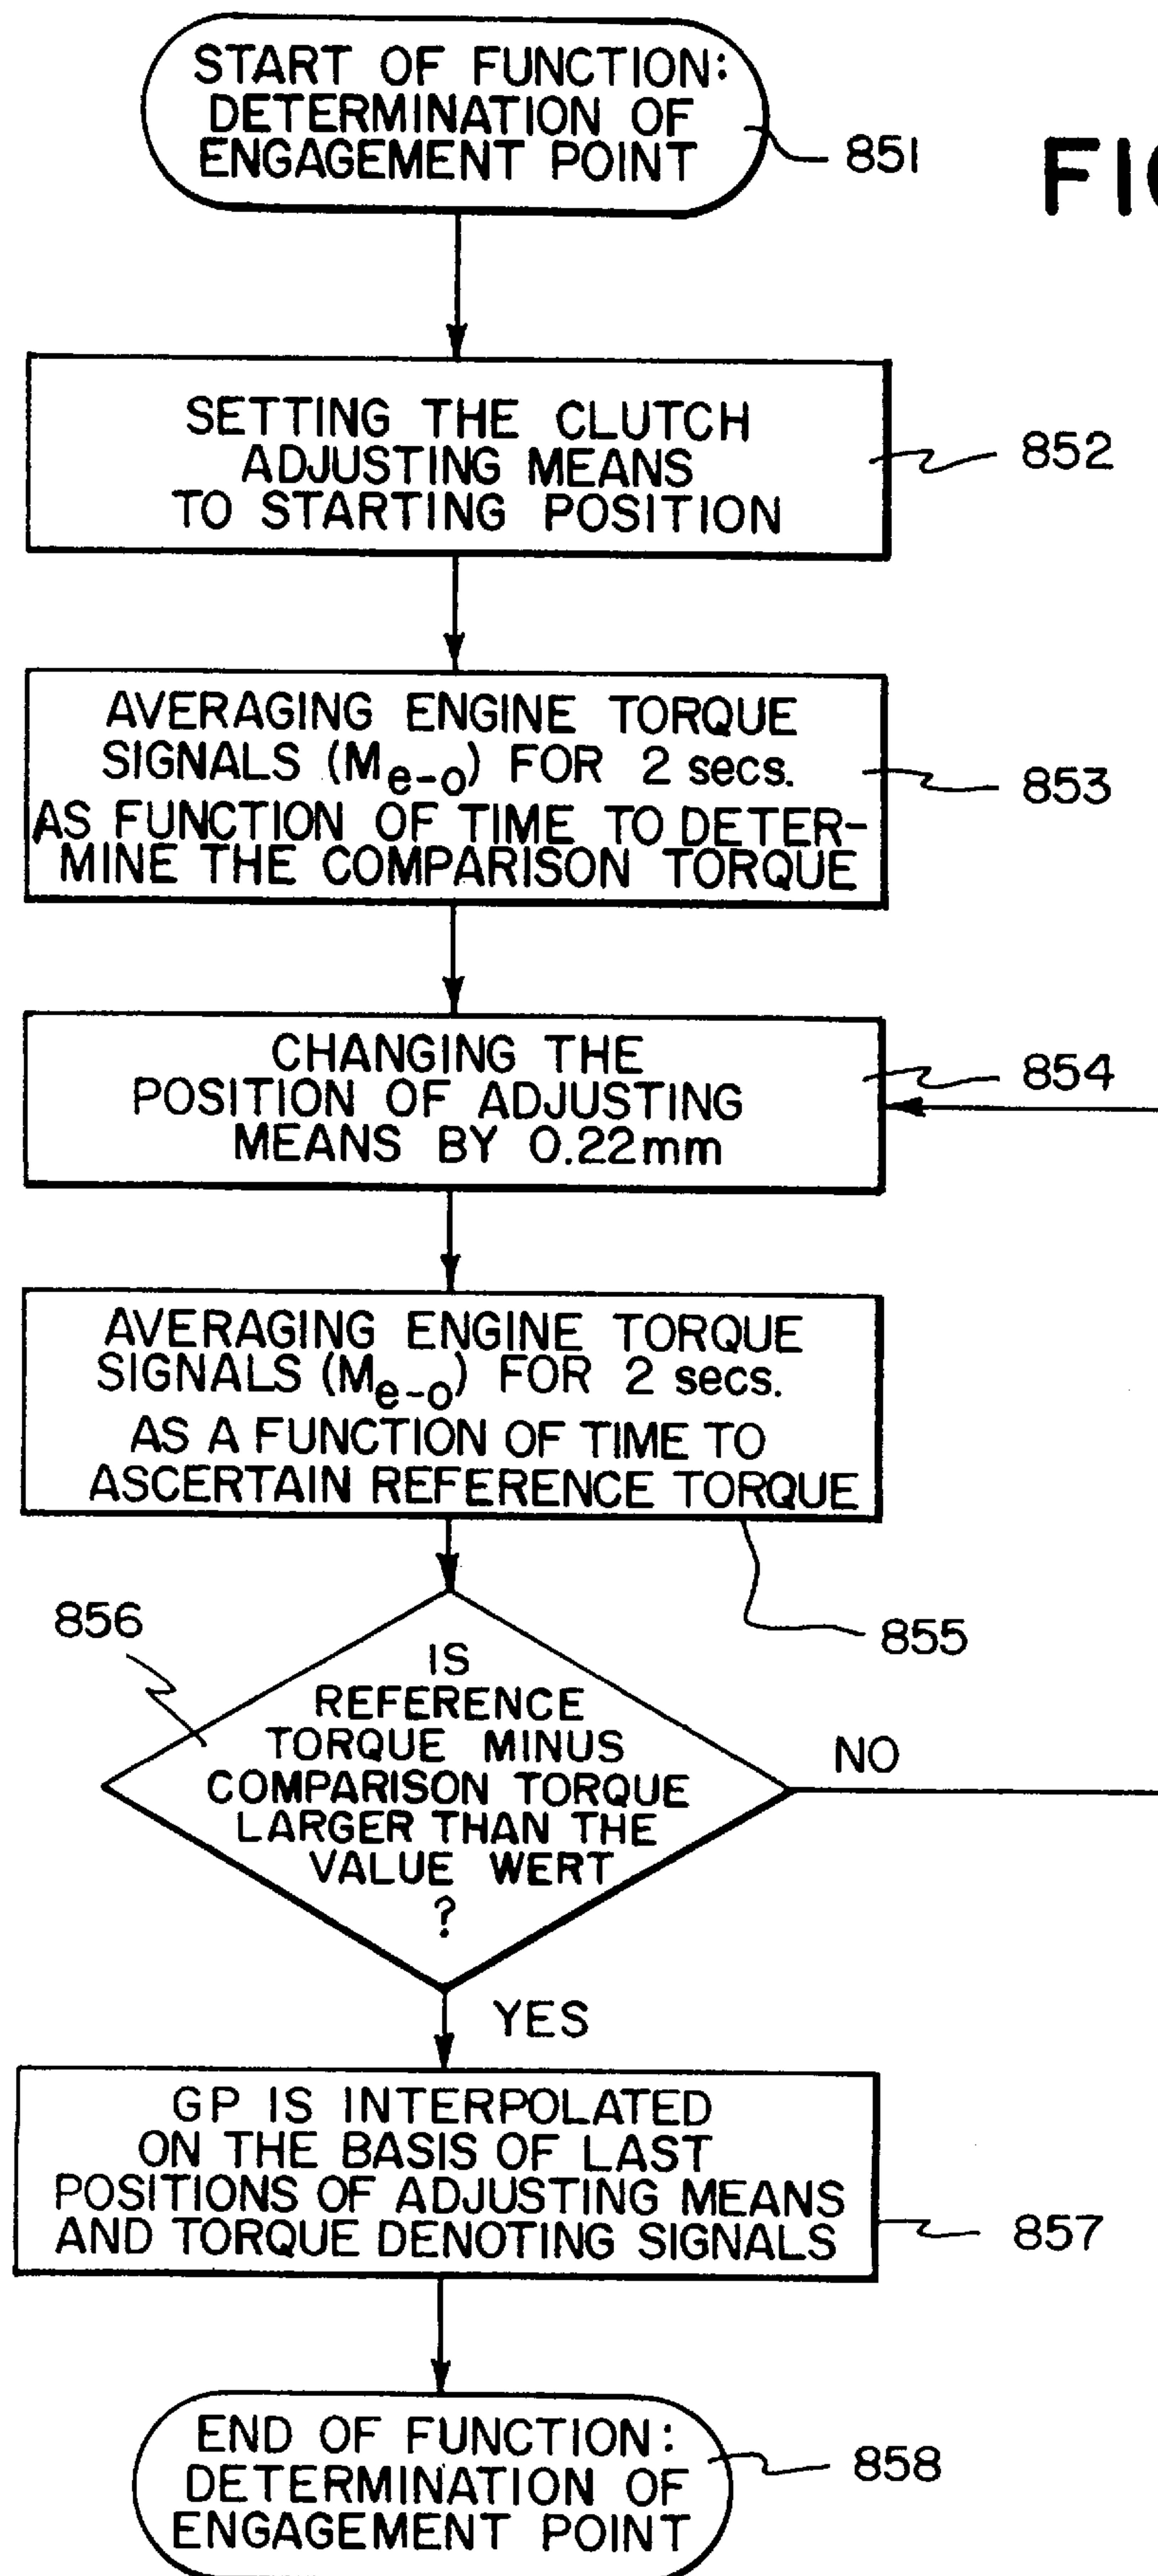 START OF FUNCTION:
DETERMINATION OF
ENGAGEMENT POINT
851
SETTING THE CLUTCH
ADJUSTING MEANS
TO STARTING POSITION
852
AVERAGING ENGINE TORQUE
SIGNALS (Me-o) FOR 2 secs.
AS FUNCTION OF TIME TO DETER-
MINE THE COMPARISON TORQUE
853
CHANGING THE
POSITION OF ADJUSTING
MEANS BY 0.22mm
854
AVERAGING ENGINE TORQUE
SIGNALS (Me-o) FOR 2 secs.
AS A FUNCTION OF TIME TO
ASCERTAIN REFERENCE TORQUE
855
856
IS
REFERENCE
TORQUE MINUS
COMPARISON TORQUE
LARGER THAN THE
VALUE WERT
?
NO
YES
GP IS INTERPOLATED
ON THE BASIS OF LAST
POSITIONS OF ADJUSTING MEANS
AND TORQUE DENOTING SIGNALS
857
END OF FUNCTION:
DETERMINATION OF
ENGAGEMENT POINT
858